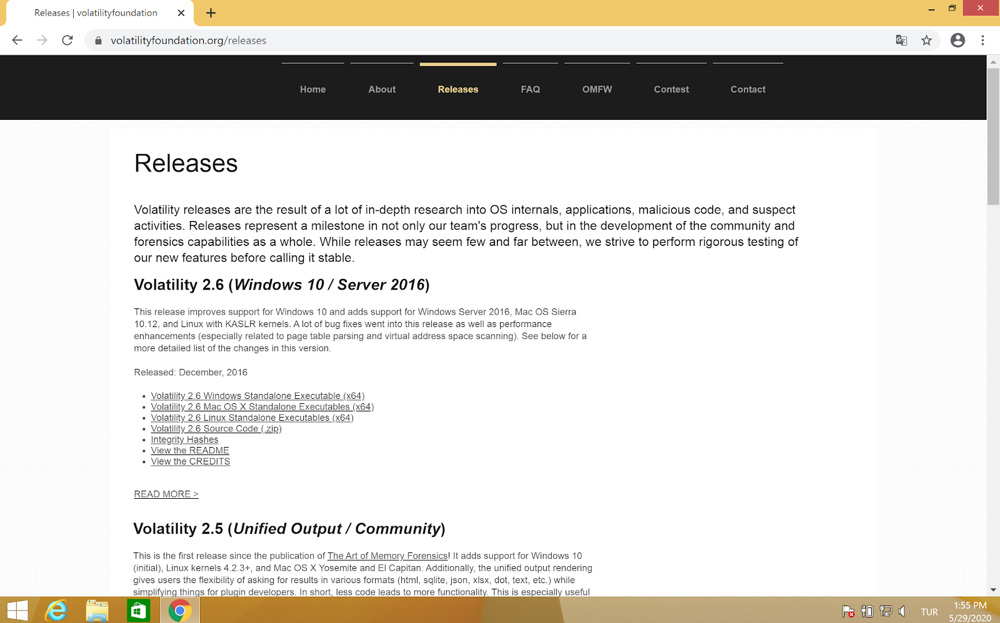 Releases | volatilityfoundation
volatilityfoundation.org/releases
Home About Releases FAQ OMFW Contest Contact
Releases
Volatility releases are the result of a lot of in-depth research into OS internals, applications, malicious code, and suspect
activities. Releases represent a milestone in not only our team's progress, but in the development of the community and
forensics capabilities as a whole. While releases may seem few and far between, we strive to perform rigorous testing of
our new features before calling it stable.
Volatility 2.6 (Windows 10 / Server 2016)
This release improves support for Windows 10 and adds support for Windows Server 2016, Mac OS Sierra
10.12, and Linux with KASLR kernels. A lot of bug fixes went into this release as well as performance
enhancements (especially related to page table parsing and virtual address space scanning). See below for a
more detailed list of the changes in this version.
Released: December, 2016
• Volatility 2.6 Windows Standalone Executable (x64)
• Volatility 2.6 Mac OS X Standalone Executables (x64)
• Volatility 2.6 Linux Standalone Executables (x64)
• Volatility 2.6 Source Code (.zip)
• Integrity Hashes
• View the README
• View the CREDITS
READ MORE >
Volatility 2.5 (Unified Output / Community)
This is the first release since the publication of The Art of Memory Forensics! It adds support for Windows 10
(initial), Linux kernels 4.2.3+, and Mac OS X Yosemite and El Capitan. Additionally, the unified output rendering
gives users the flexibility of asking for results in various formats (html, sqlite, json, xlsx, dot, text, etc.) while
simplifying things for plugin developers. In short, less code leads to more functionality. This is especially useful
TUR
1:55 PM
5/29/2020